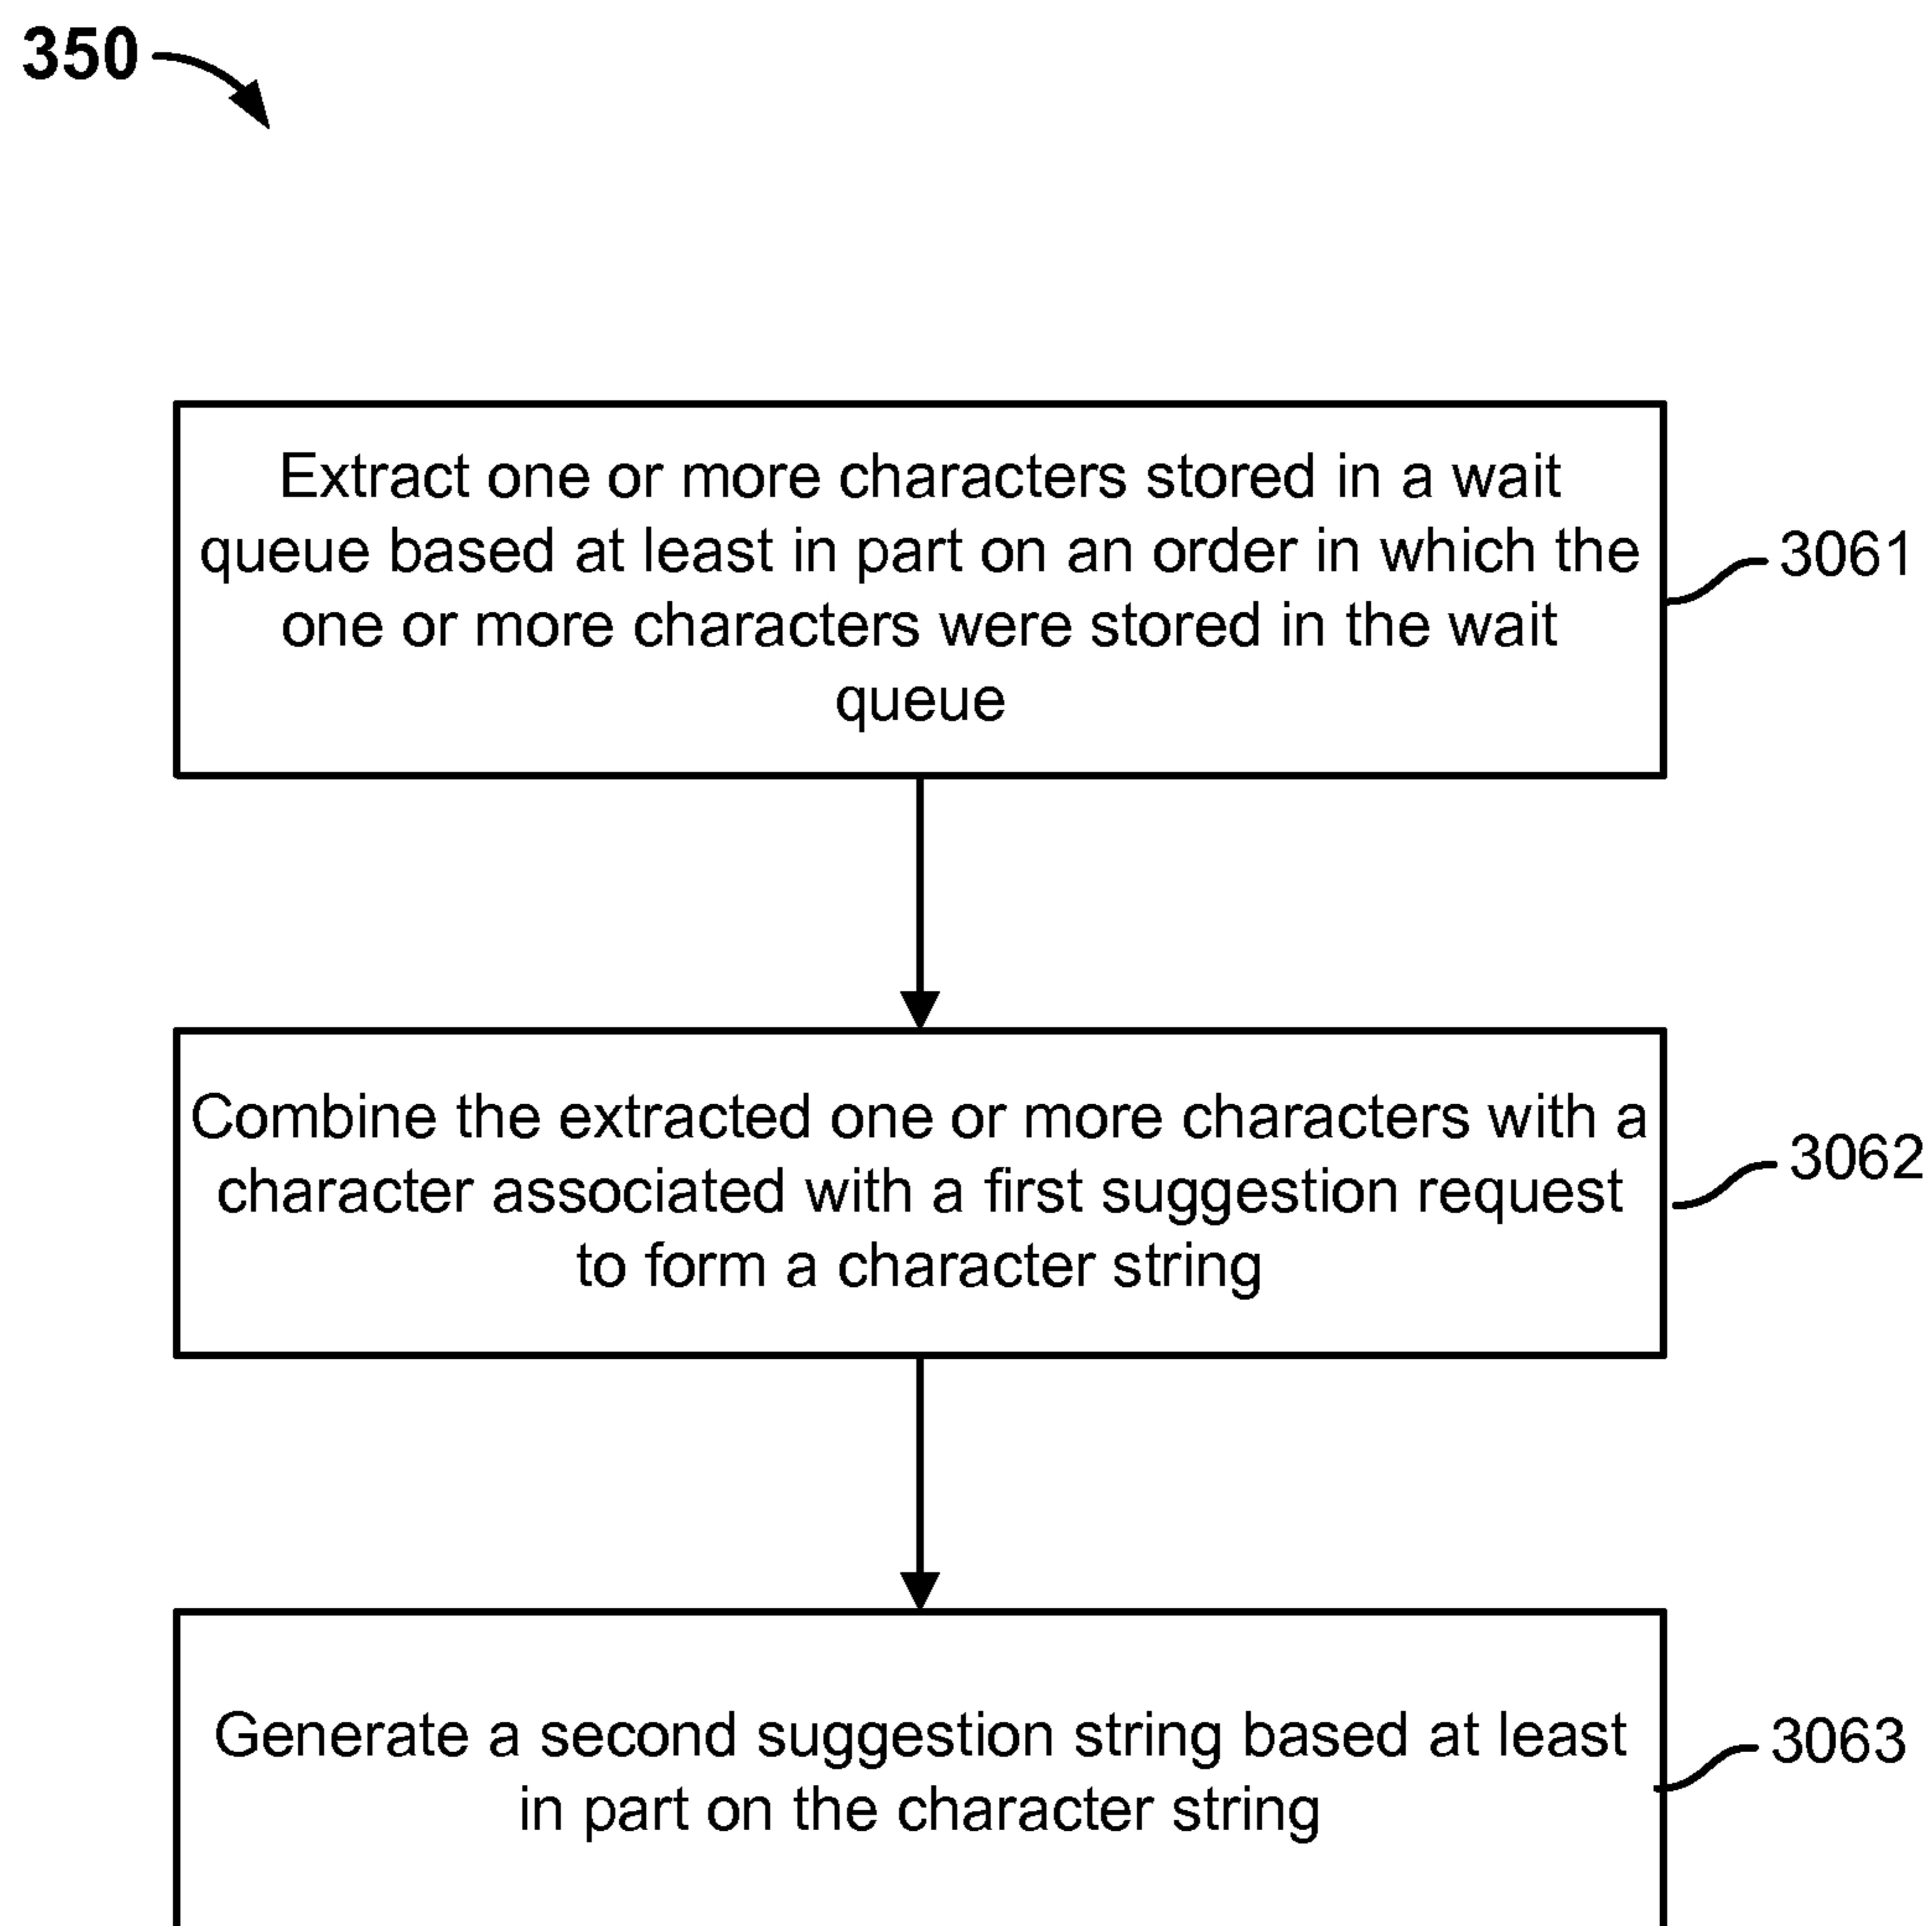 350
Extract one or more characters stored in a wait
queue based at least in part on an order in which the
one or more characters were stored in the wait
queue
3061
Combine the extracted one or more characters with a
character associated with a first suggestion request
to form a character string
3062
Generate a second suggestion string based at least
in part on the character string
3063